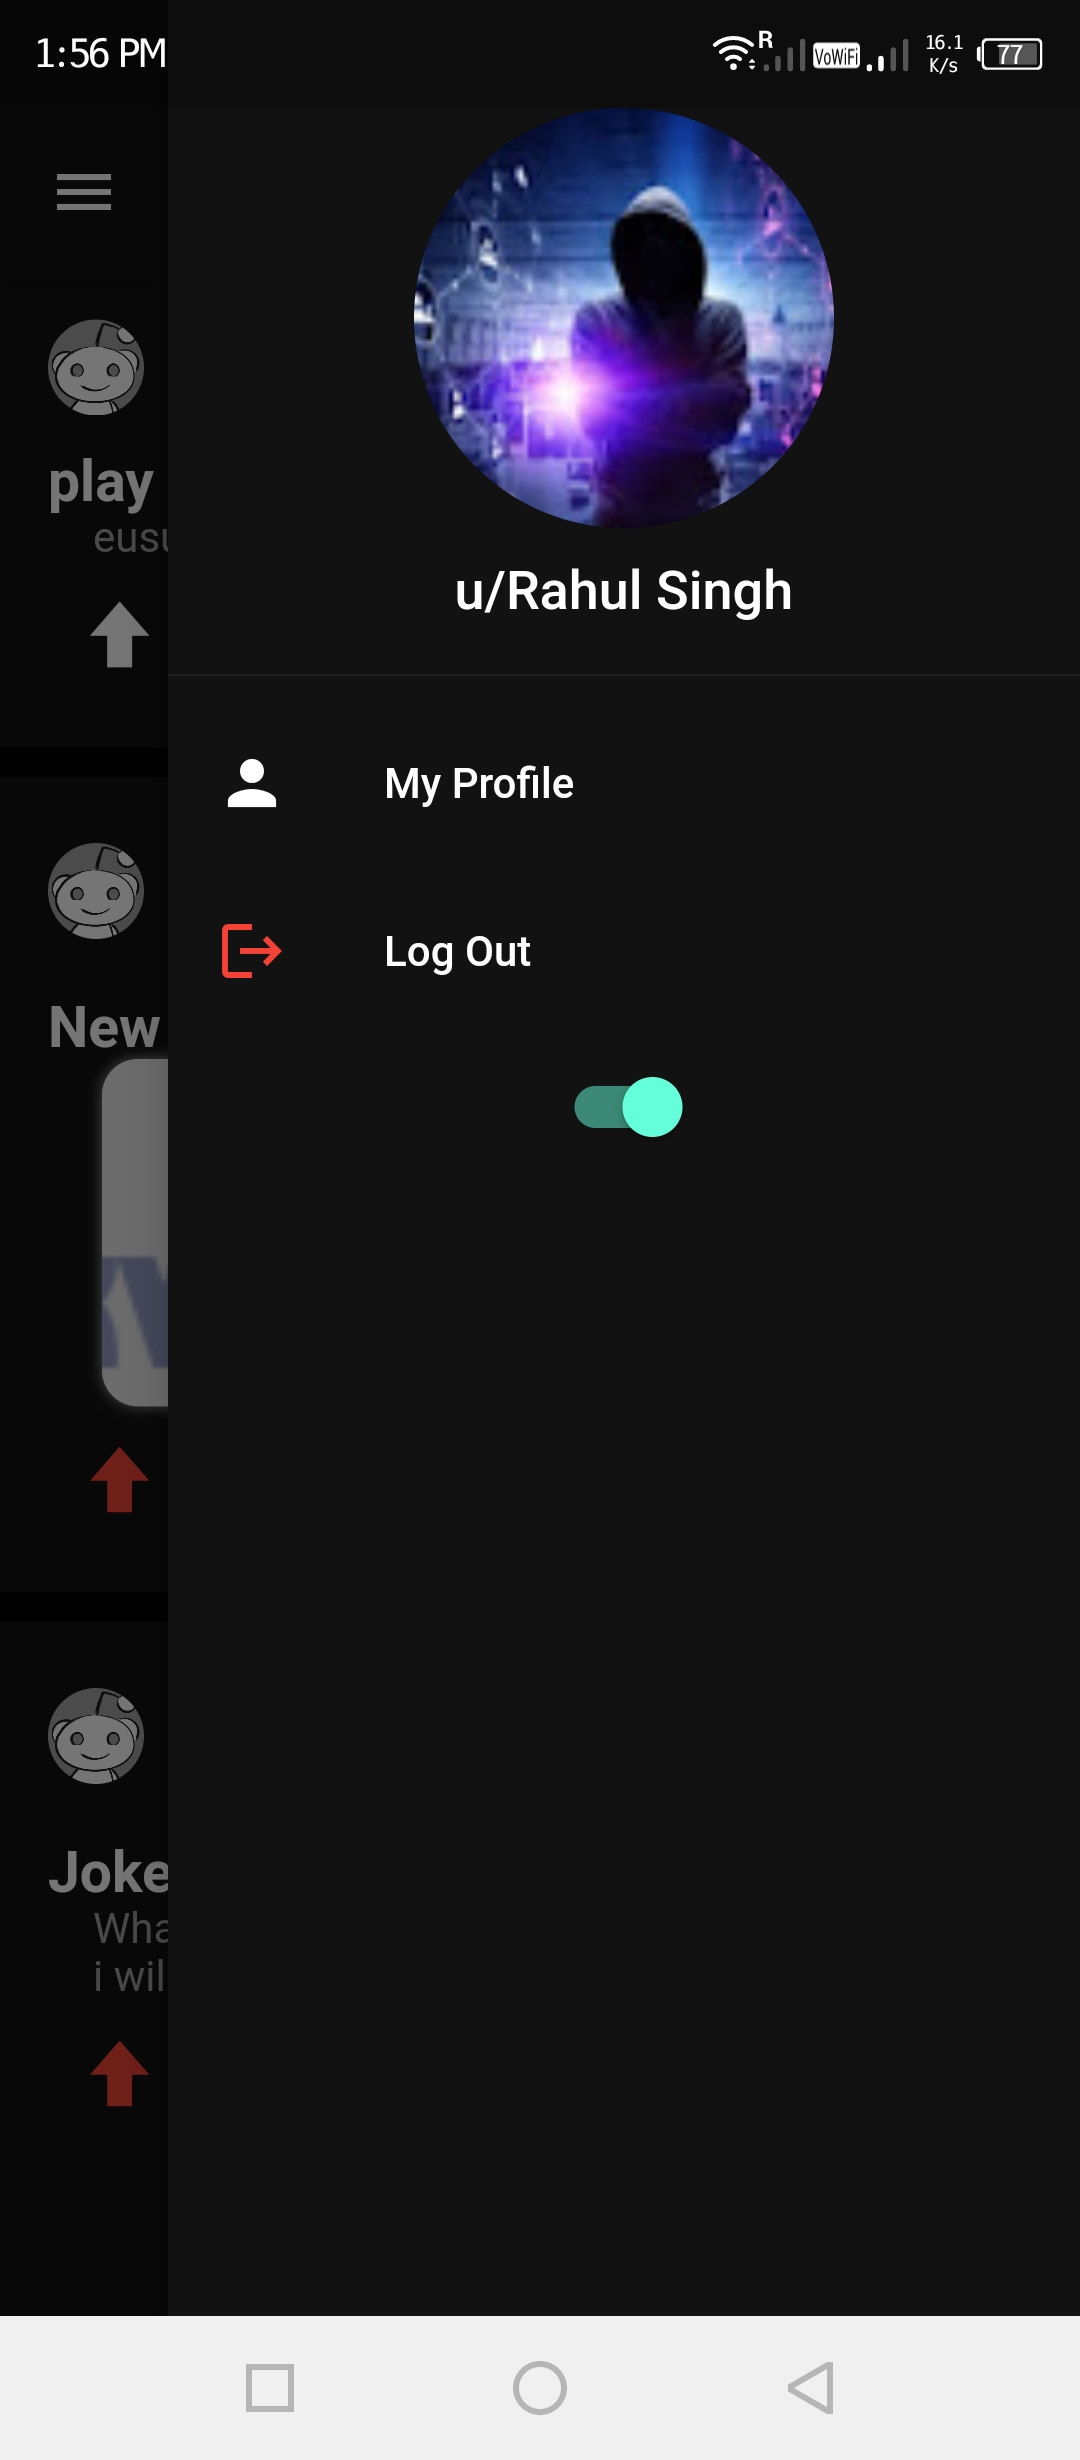 1:56 PM
R
VoWiFi
16.1
K/s
77
u/Rahul Singh
My Profile
Log Out
play
eusu
New
Joke
Wha
i wil